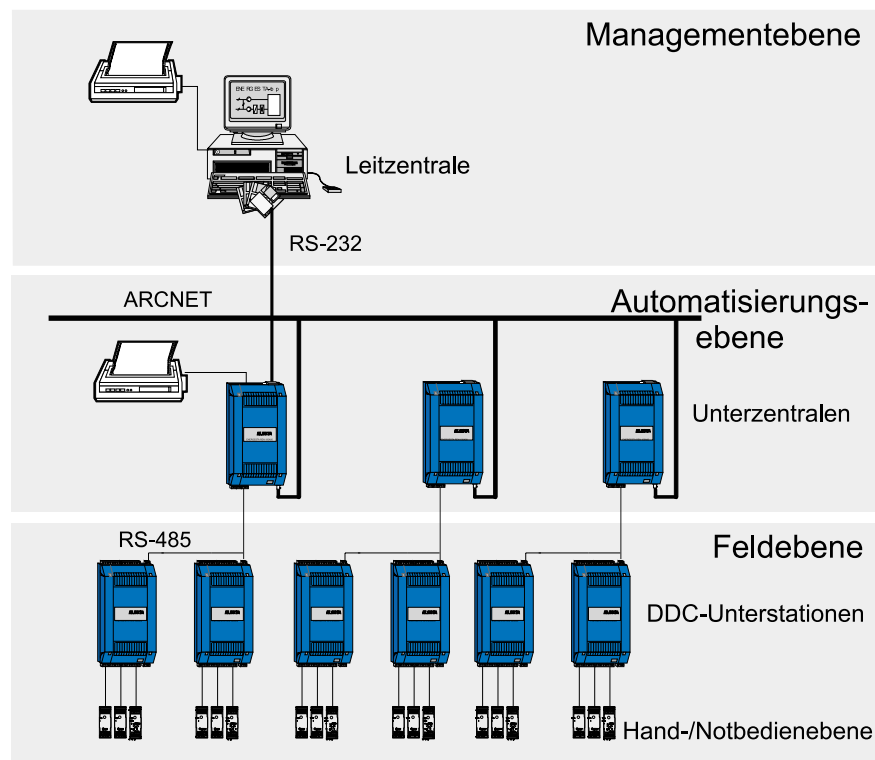 Managementebene
Leitzentrale
RS-232
ARCNET
Automatisierungs-
ebene
Unterzentralen
RS-485
Feldebene
DDC-Unterstationen
Hand-/Notbedienebene